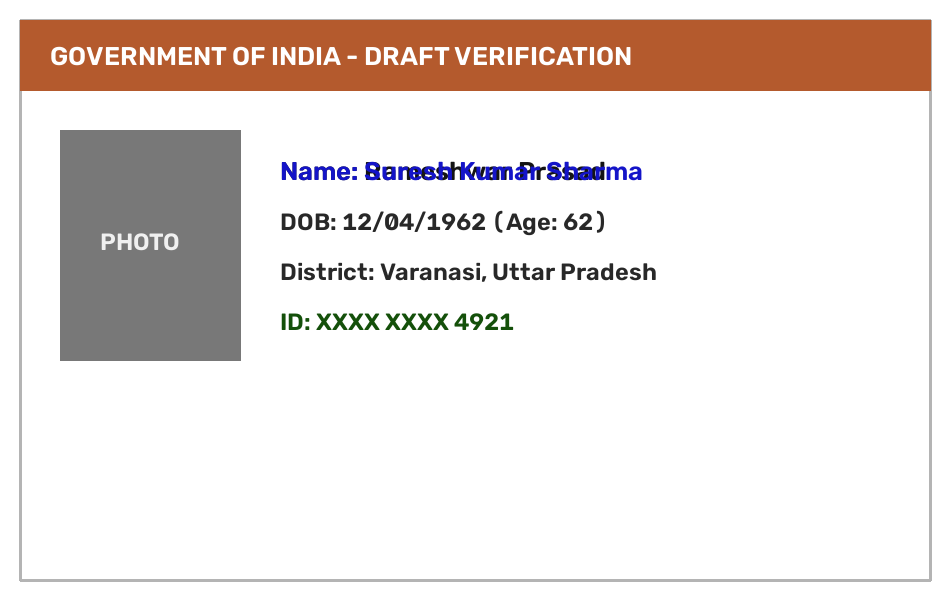 GOVERNMENT OF INDIA - DRAFT VERIFICATION
PHOTO
Name:
DOB: 12/04/1962 (Age: 62)
District: Varanasi, Uttar Pradesh
ID: XXXX XXXX 4921